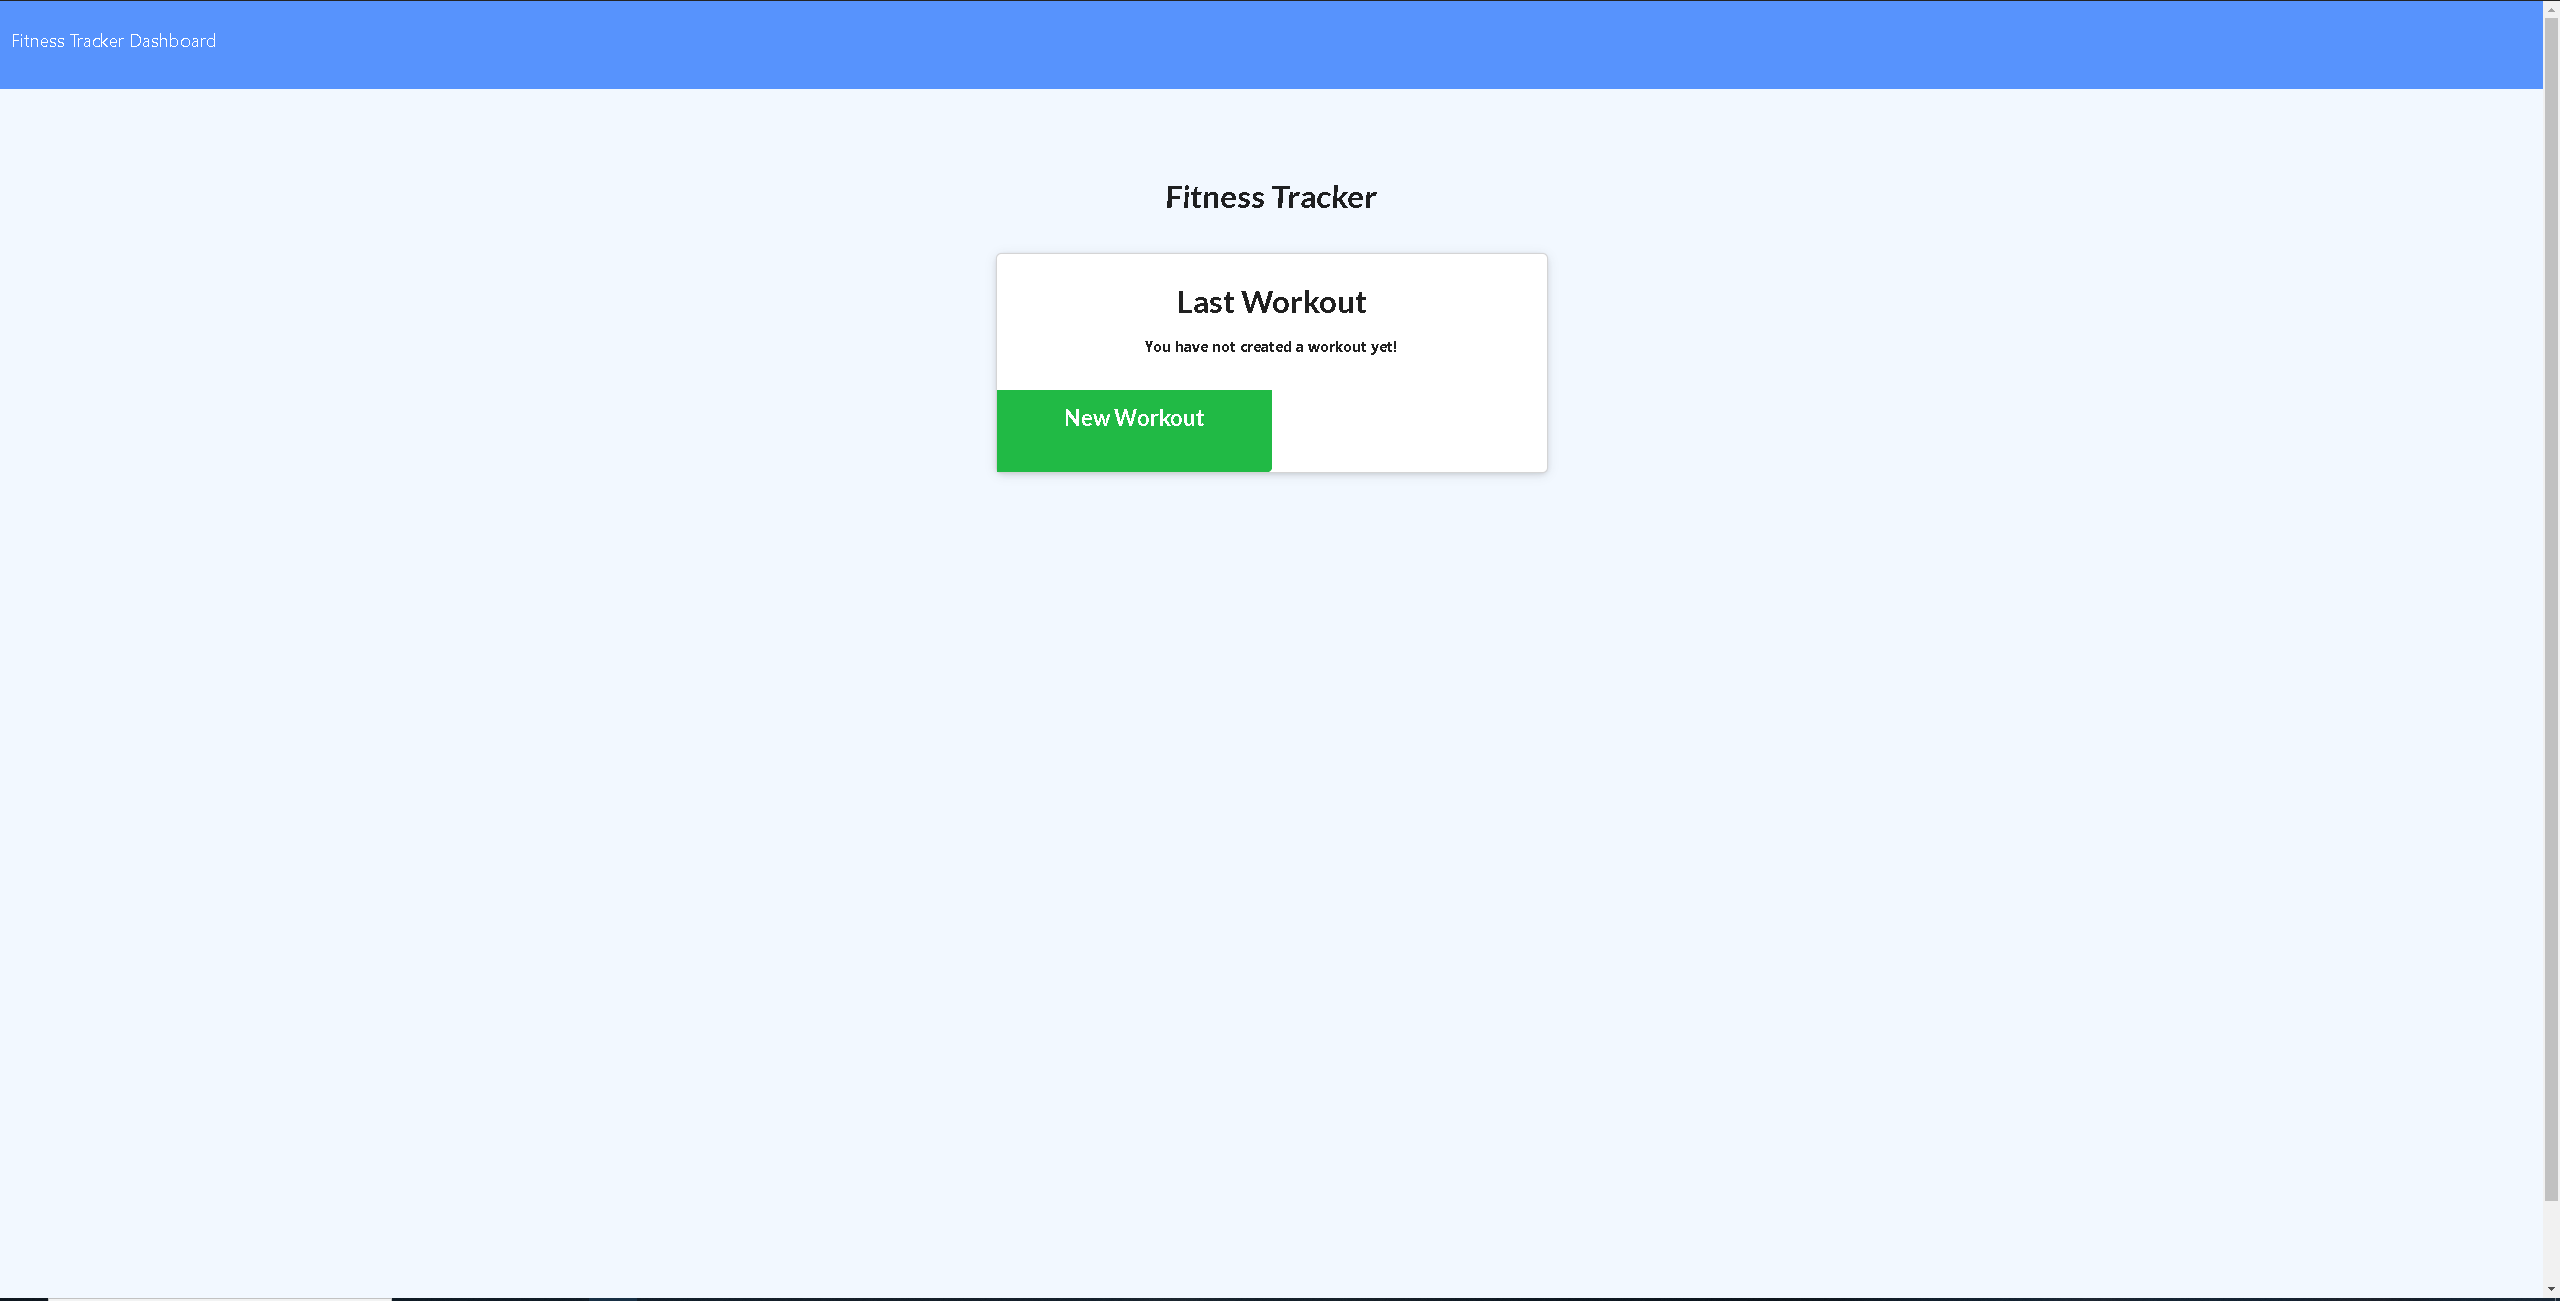 Fitness Tracker Dashboard
Fitness Tracker
Last Workout
You have not created a workout yet!
New Workout